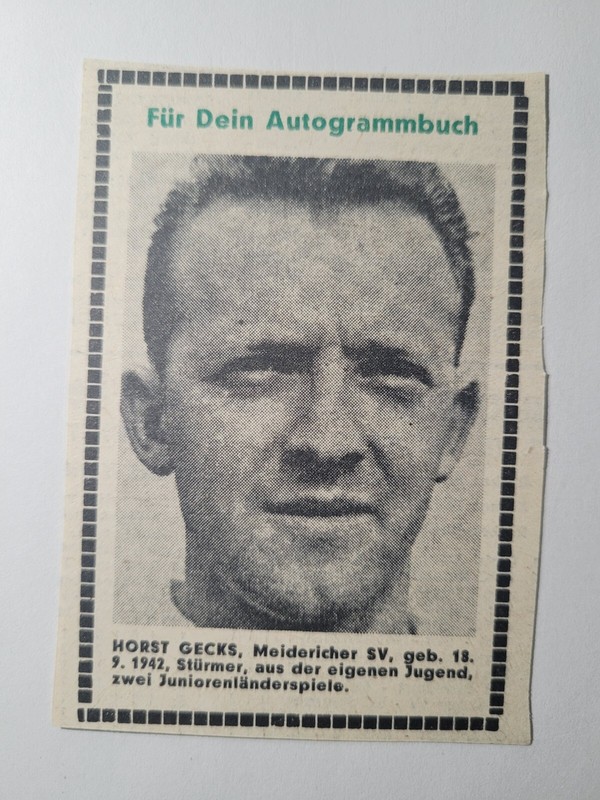 Für Dein Autogrammbuch
HORST GECKS, Meidericher SV, geb. 18.
9. 1942, Stürmer, aus der eigenen Jugend,
zwei Juniorenländerspiele.